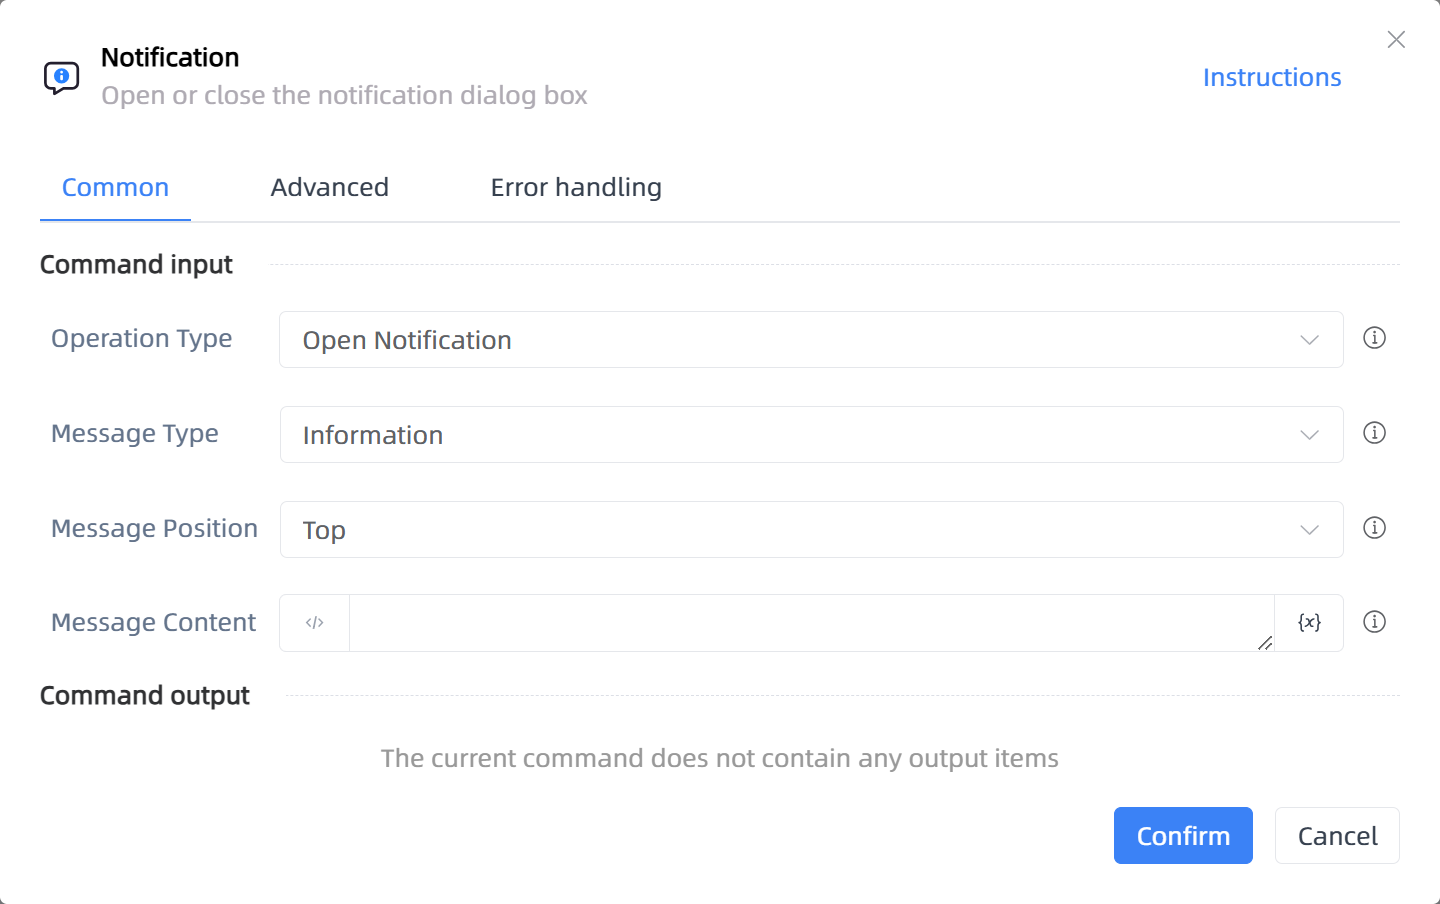 Notification
Open or close the notification dialog box
Instructions
Common
Advanced
Error handling
Command input
Operation Type
Open Notification
Message Type
Information
Message Position
Top
Message Content
</>
{x}
Command output
The current command does not contain any output items
Confirm
Cancel